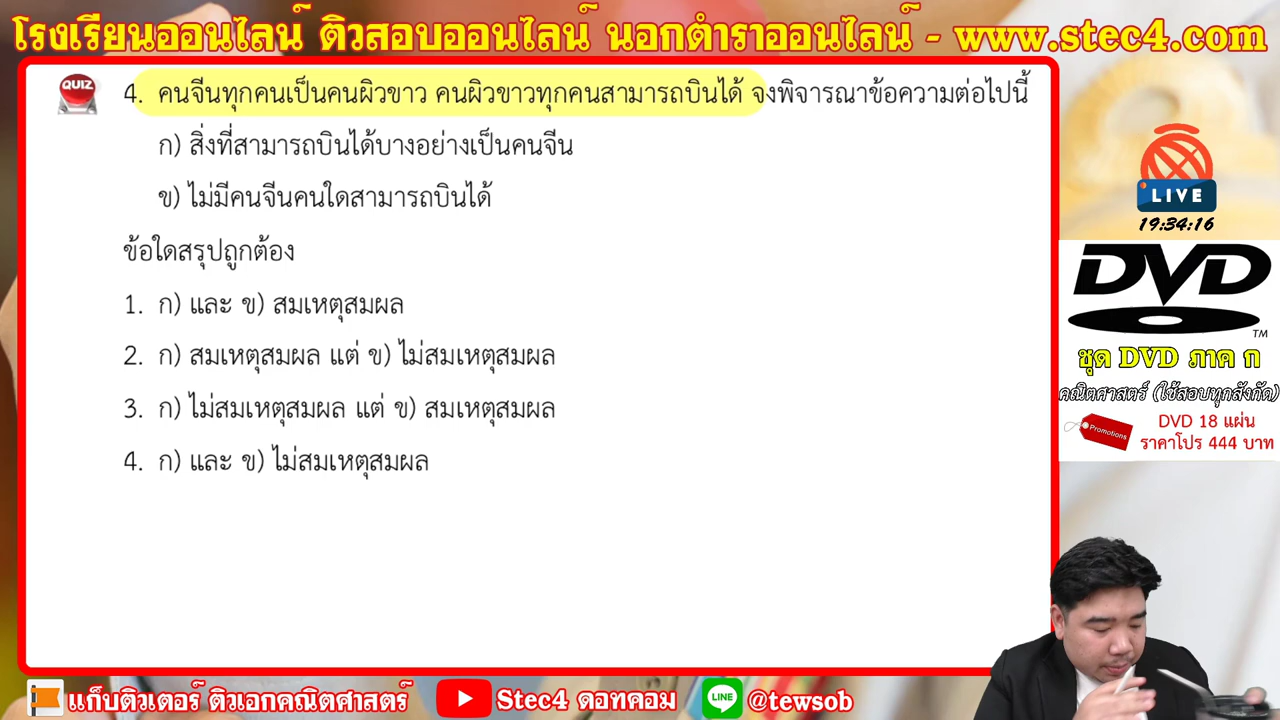 โรงเรียนออนไลน์ ติวสอบออนไลน์ นอกตำราออนไลน์ - www.stec4.com
QUIZ
4. คนจีนทุกคนเป็นคนผิวขาว คนผิวขาวทุกคนสามารถบินได้ จงพิจารณาข้อความต่อไปนี้
ก) สิ่งที่สามารถบินได้บางอย่างเป็นคนจีน
ข) ไม่มีคนจีนคนใดสามารถบินได้
ข้อใดสรุปถูกต้อง
1. ก) และ ข) สมเหตุสมผล
2. ก) สมเหตุสมผล แต่ ข) ไม่สมเหตุสมผล
3. ก) ไม่สมเหตุสมผล แต่ ข) สมเหตุสมผล
4. ก) และ ข) ไม่สมเหตุสมผล
LIVE
19:34:16
DVD
TM
ชุด DVD ภาค ก
คณิตศาสตร์ (ใช้สอบทุกสังกัด)
Promotions
DVD 18 แผ่น
ราคาโปร 444 บาท
แก็บติวเตอร์ ติวเอกคณิตศาสตร์
Stec4 ดอทคอม
LINE
@tewsob